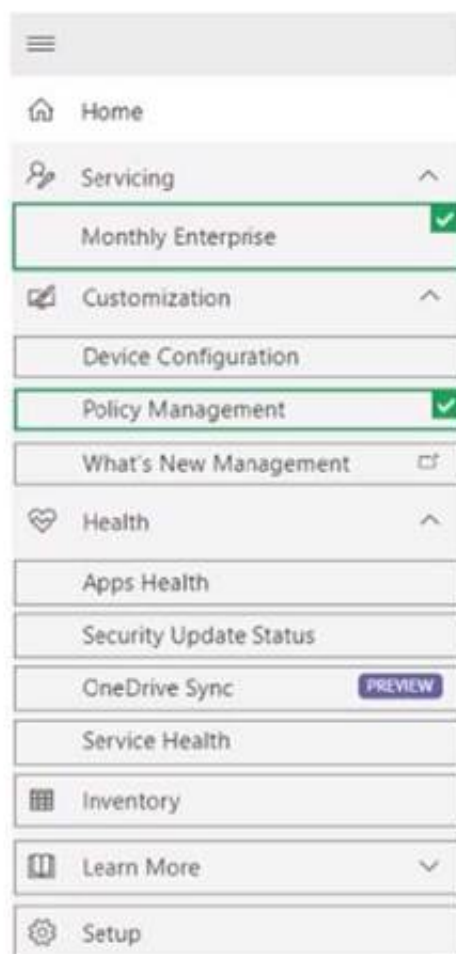 Home
Servicing
Monthly Enterprise
Customization
Device Configuration
Policy Management
What's New Management
Health
Apps Health
Security Update Status
OneDrive Sync PREVIEW
Service Health
Inventory
Learn More
Setup